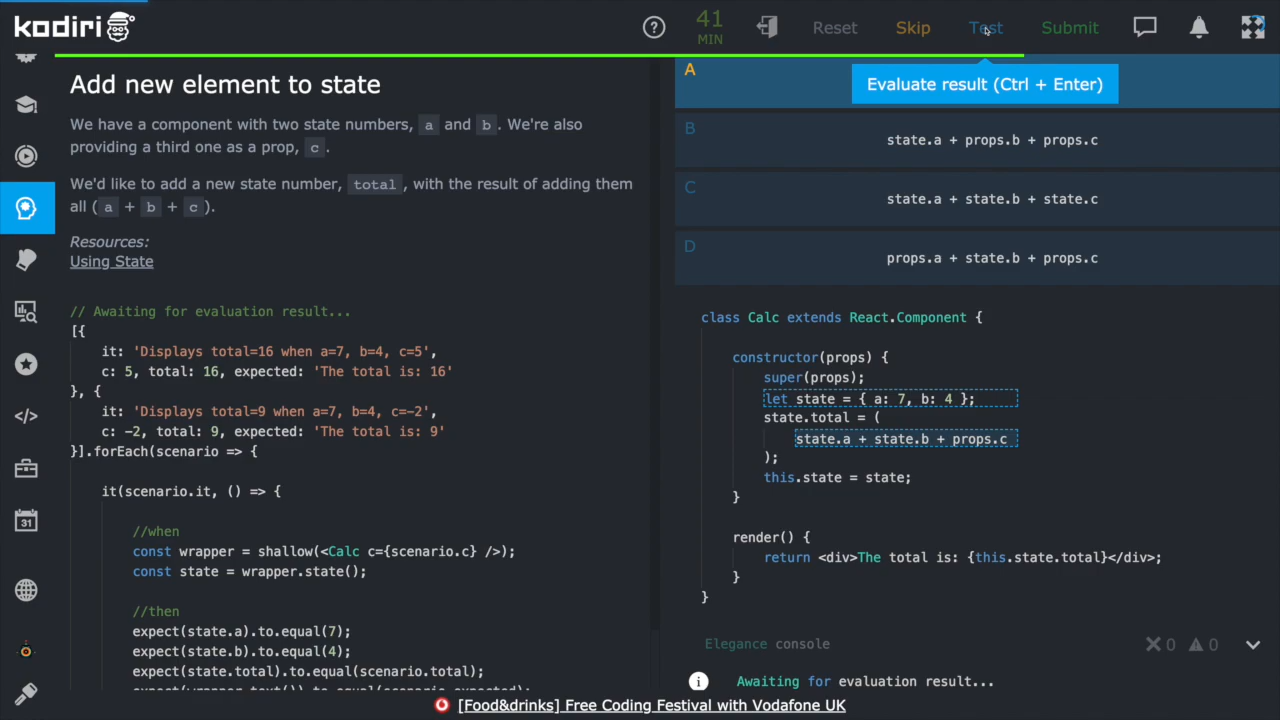 kodiri
41
MIN
Reset
Skip
Test
Submit
Add new element to state
We have a component with two state numbers, a and b. We're also
providing a third one as a prop, c.
We'd like to add a new state number, total, with the result of adding them
all ( a + b + c ).
Resources:
Using State
// Awaiting for evaluation result...
[{
it: 'Displays total=16 when a=7, b=4, c=5',
c: 5, total: 16, expected: 'The total is: 16'
}, {
it: 'Displays total=9 when a=7, b=4, c=-2',
c: -2, total: 9, expected: 'The total is: 9'
}].forEach(scenario => {
it(scenario.it, () => {
//when
const wrapper = shallow(<Calc c={scenario.c} />);
const state = wrapper.state();
//then
expect(state.a).to.equal(7);
expect(state.b).to.equal(4);
expect(state.total).to.equal(scenario.total);
expect(wrapper.text()).to.equal(scenario.expected);
A
Evaluate result (Ctrl + Enter)
B
state.a + props.b + props.c
C
state.a + state.b + state.c
D
props.a + state.b + props.c
class Calc extends React.Component {
constructor(props) {
super(props);
let state = { a: 7, b: 4 };
state.total = (
state.a + state.b + props.c
);
this.state = state;
}
render() {
return <div>The total is: {this.state.total}</div>;
}
}
Elegance console
0
0
Awaiting for evaluation result...
31
[Food&drinks] Free Coding Festival with Vodafone UK